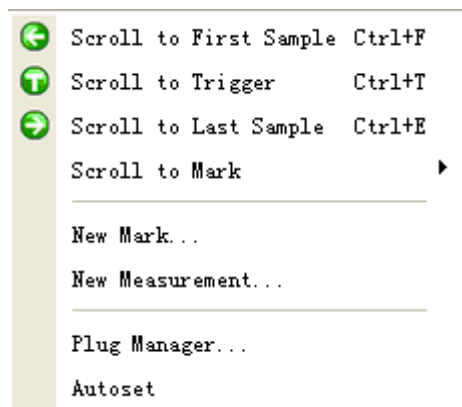 Scroll to First Sample Ctrl+F
T Scroll to Trigger Ctrl+T
Scroll to Last Sample Ctrl+E
Scroll to Mark
New Mark...
New Measurement...
Plug Manager...
Autoset